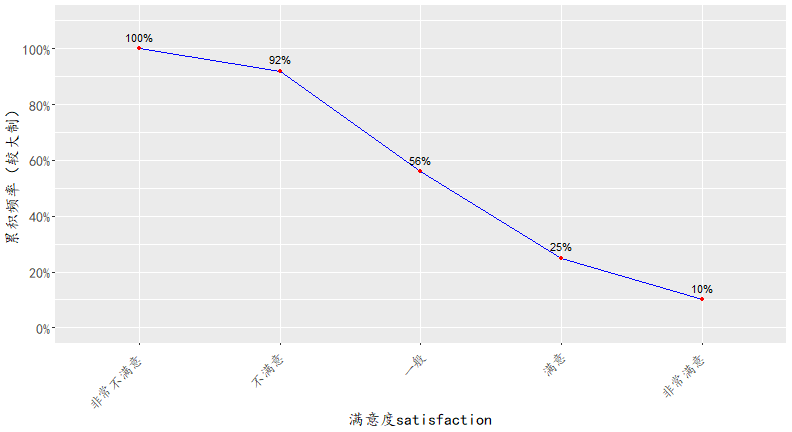 100%
92%
56%
25%
10%
100%
80%
60%
40%
20%
0%
累积频率（较大制）
非常不满意
不满意
一般
满意
非常满意
满意度satisfaction